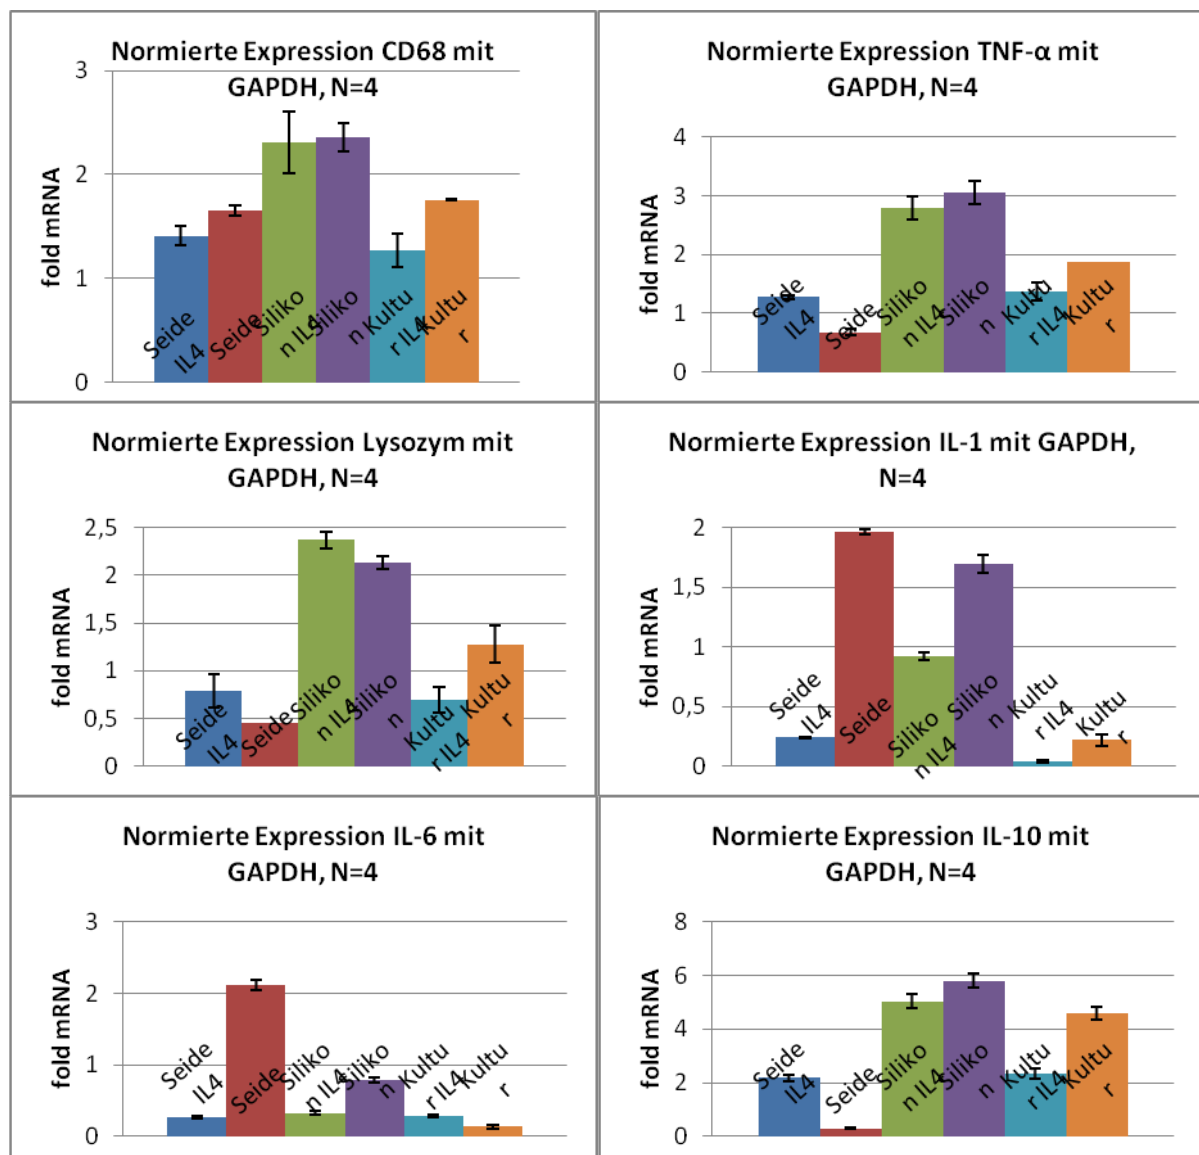 Normierte Expression CD68 mit
GAPDH, N=4
fold mRNA
3
2
1
0
Seide
IL4
Seide
Siliko
n IL4
Siliko
n
Kultu
r IL4
Kultu
r
Normierte Expression TNF-α mit
GAPDH, N=4
fold mRNA
4
3
2
1
0
Seide
IL4
Seide
Siliko
n IL4
Siliko
n
Kultu
r IL4
Kultu
r
Normierte Expression Lysozym mit
GAPDH, N=4
fold mRNA
2,5
2
1,5
1
0,5
0
Seide
IL4
Seide
Siliko
n IL4
Siliko
n
Kultu
r IL4
Kultu
r
Normierte Expression IL-1 mit GAPDH,
N=4
fold mRNA
2
1,5
1
0,5
0
Seide
IL4
Seide
Siliko
n IL4
Siliko
n
Kultu
r IL4
Kultu
r
Normierte Expression IL-6 mit
GAPDH, N=4
fold mRNA
3
2
1
0
Seide
IL4
Seide
Siliko
n IL4
Siliko
n
Kultu
r IL4
Kultu
r
Normierte Expression IL-10 mit
GAPDH, N=4
fold mRNA
8
6
4
2
0
Seide
IL4
Seide
Siliko
n IL4
Siliko
n
Kultu
r IL4
Kultu
r